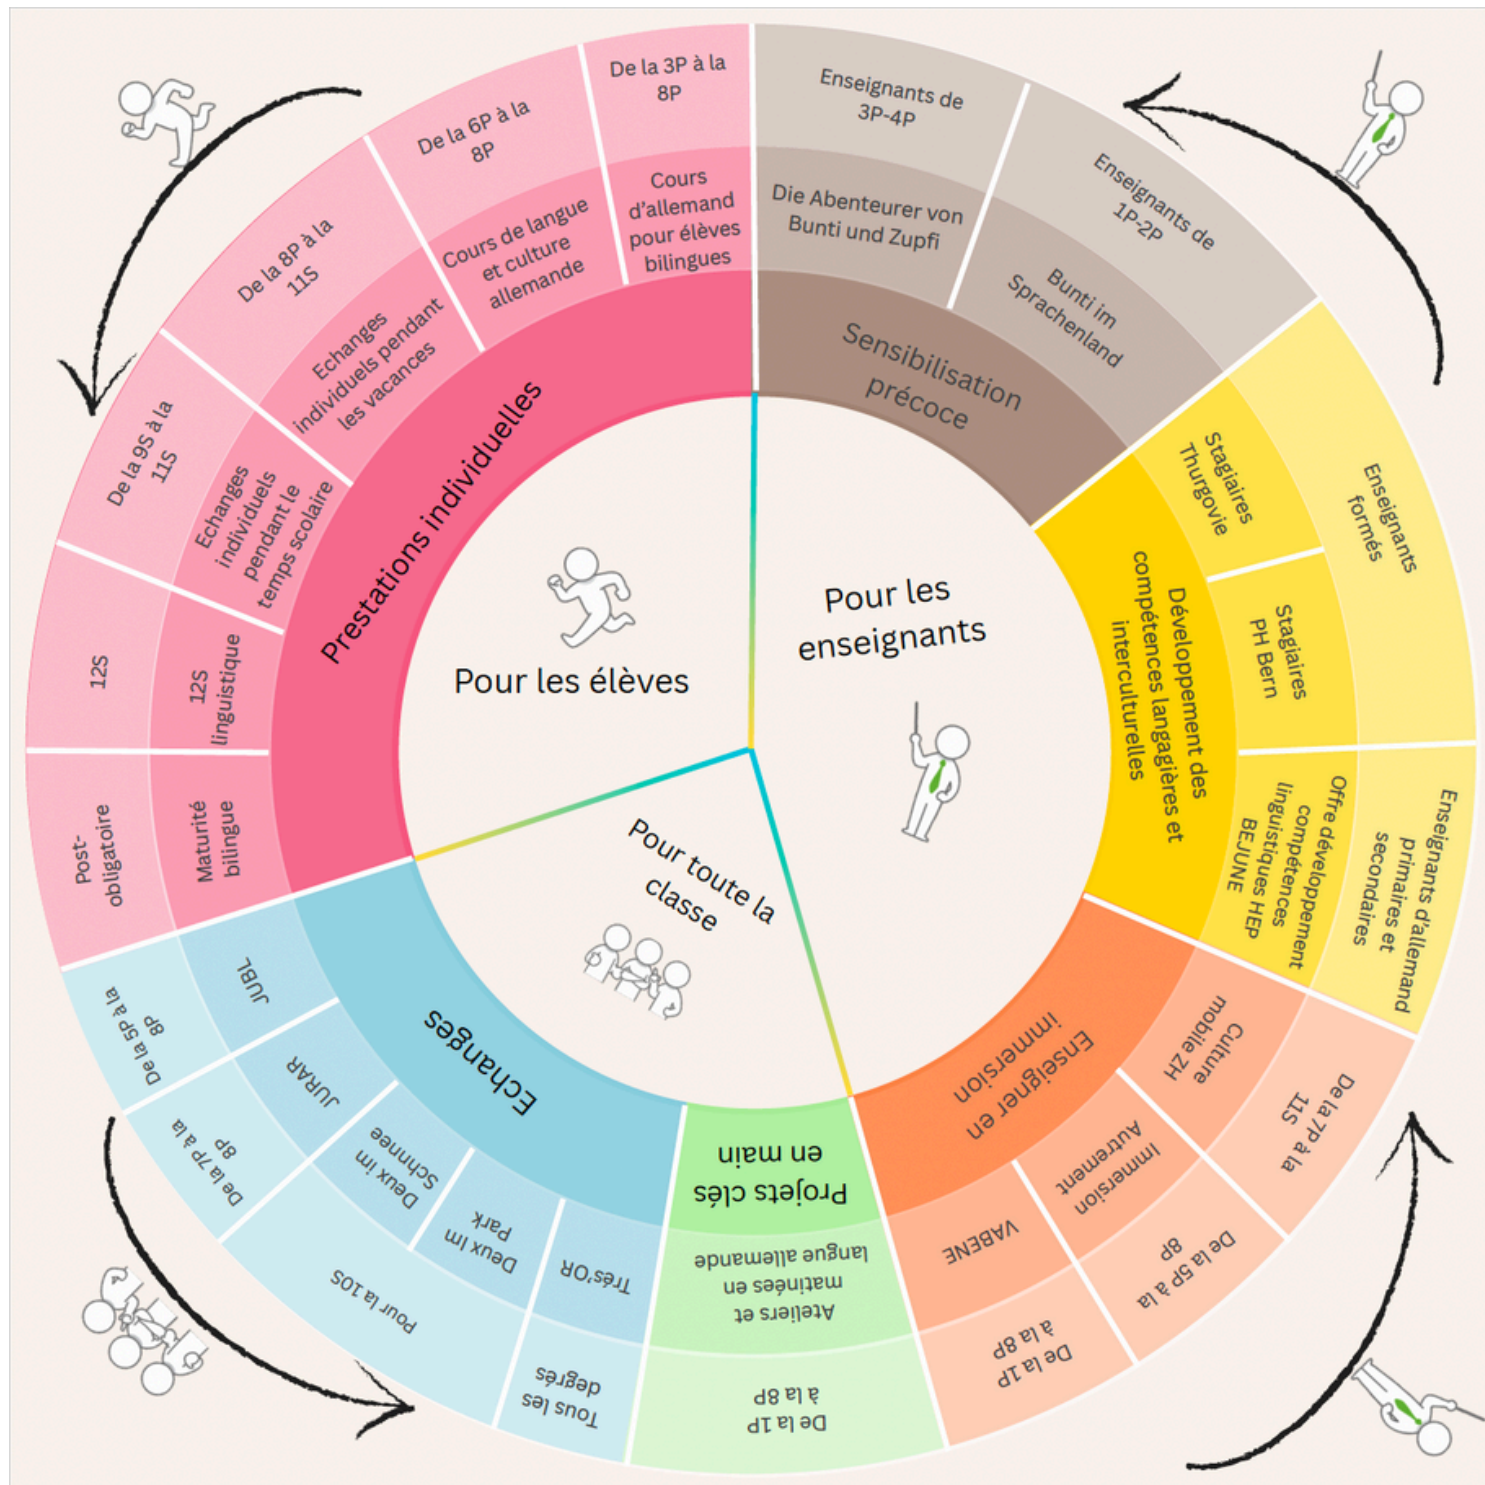 Pour les élèves
Pour les
enseignants
Pour toute la
classe
Prestations individuelles
De la 3P à la
8P
Cours
d'allemand
pour élèves
bilingues
De la 6P à la
8P
Cours de langue
et culture
allemande
De la 8P à la
11S
Echanges
individuels pendant
les vacances
De la 9S à la
11S
Echanges
individuels
pendant le
temps scolaire
12S
12S
linguistique
Post-
obligatoire
Maturité
bilingue
Echanges
JUBL
De la 5P à la
8P
JURAR
De la 7P à la
8P
Deux im
Schnnee
Deux Im
Park
Pour la 10S
Trés'OR
Tous les
degrés
Projets clés
en main
Ateliers et
matinées en
langue allemande
De la 1P
à la 8P
Enseigner en
immersion
VABENE
De la 1P
à la 8P
Immersion
Autrement
De la 5P à la
8P
Culture
mobile ZH
De la 7P à la
11S
Développement des
compétences langagières et
interculturelles
Offre développement
compétences
linguistiques HEP
BEJUNE
Enseignants d'allemand
primaires et
secondaires
Stagiaires
PH Bern
Stagiaires
Thurgovie
Enseignants
formés
Sensibilisation
précoce
Bunti im
Sprachenland
Enseignants de
1P-2P
Die Abenteurer von
Bunti und Zupfi
Enseignants de
3P-4P